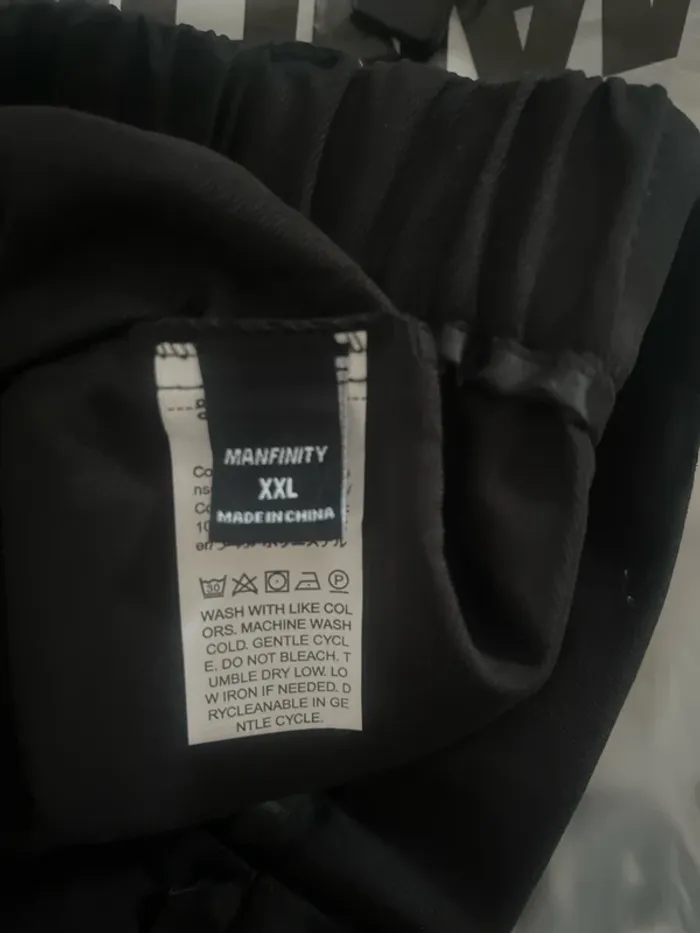 MANFINITY
XXL
MADE IN CHINA
30
P
WASH WITH LIKE COL
ORS. MACHINE WASH
COLD. GENTLE CYCL
E. DO NOT BLEACH. T
UMBLE DRY LOW. LO
W IRON IF NEEDED. D
RYCLEANABLE IN GE
NTLE CYCLE.